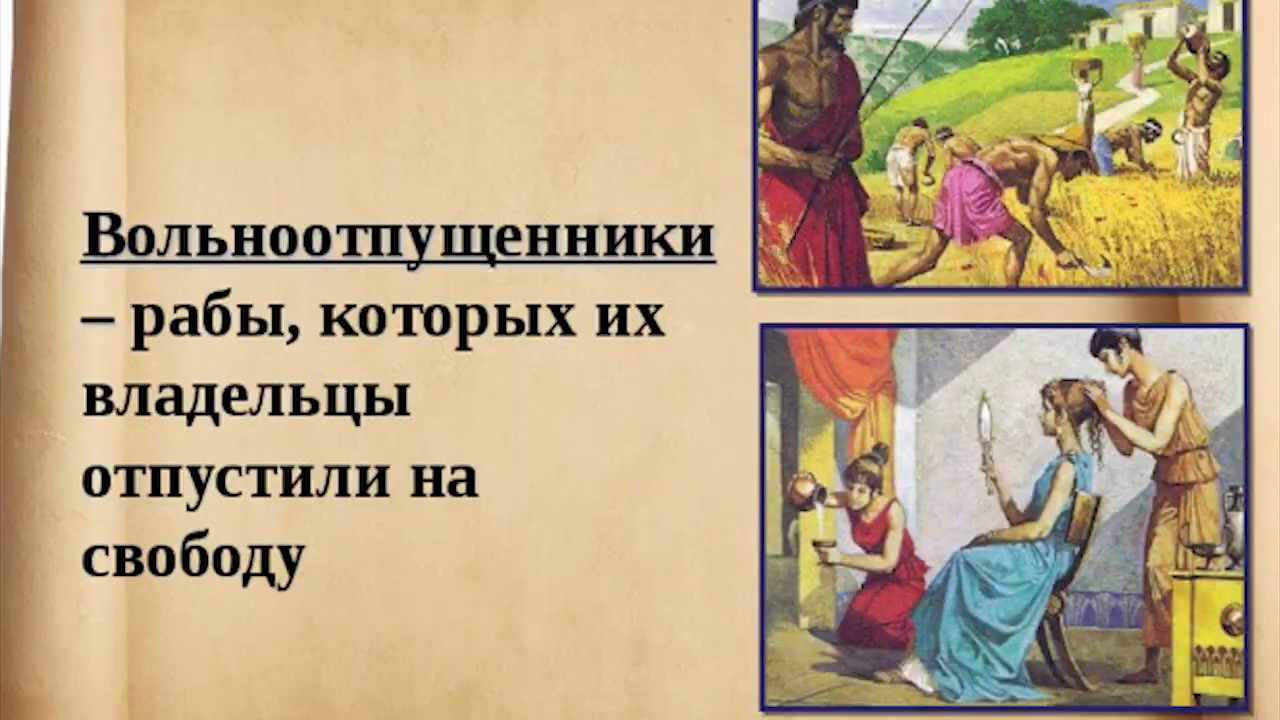 Вольноотпущенники
– рабы, которых их
владельцы
отпустили на
свободу